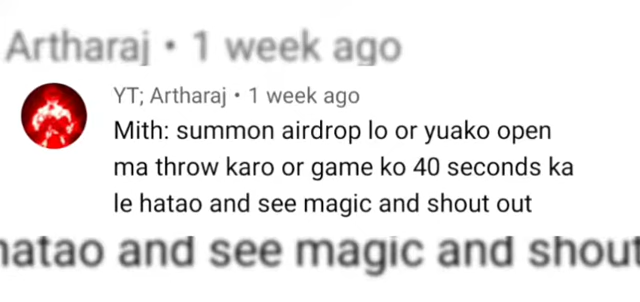 Artharaj • 1 week ago
YT; Artharaj • 1 week ago
Mith: summon airdrop lo or yuako open
ma throw karo or game ko 40 seconds ka
le hatao and see magic and shout out
hatao and see magic and shout